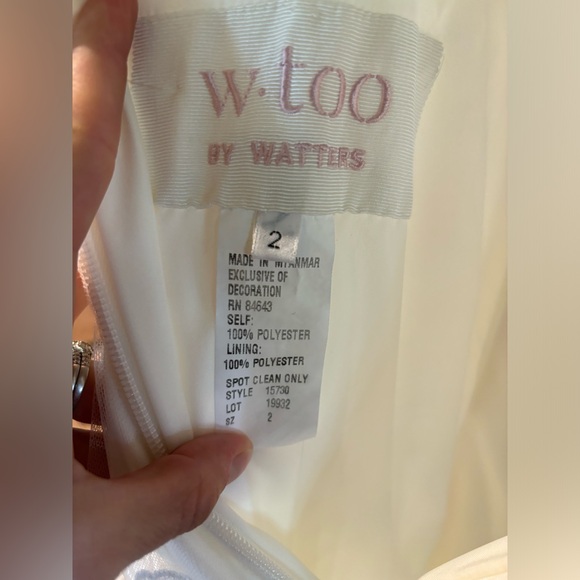 w·too
BY WATTERS
2
MADE IN MYANMAR
EXCLUSIVE OF
DECORATION
RN 84643
SELF:
100% POLYESTER
LINING:
100% POLYESTER
SPOT CLEAN ONLY
STYLE 15730
LOT 19932
SZ 2